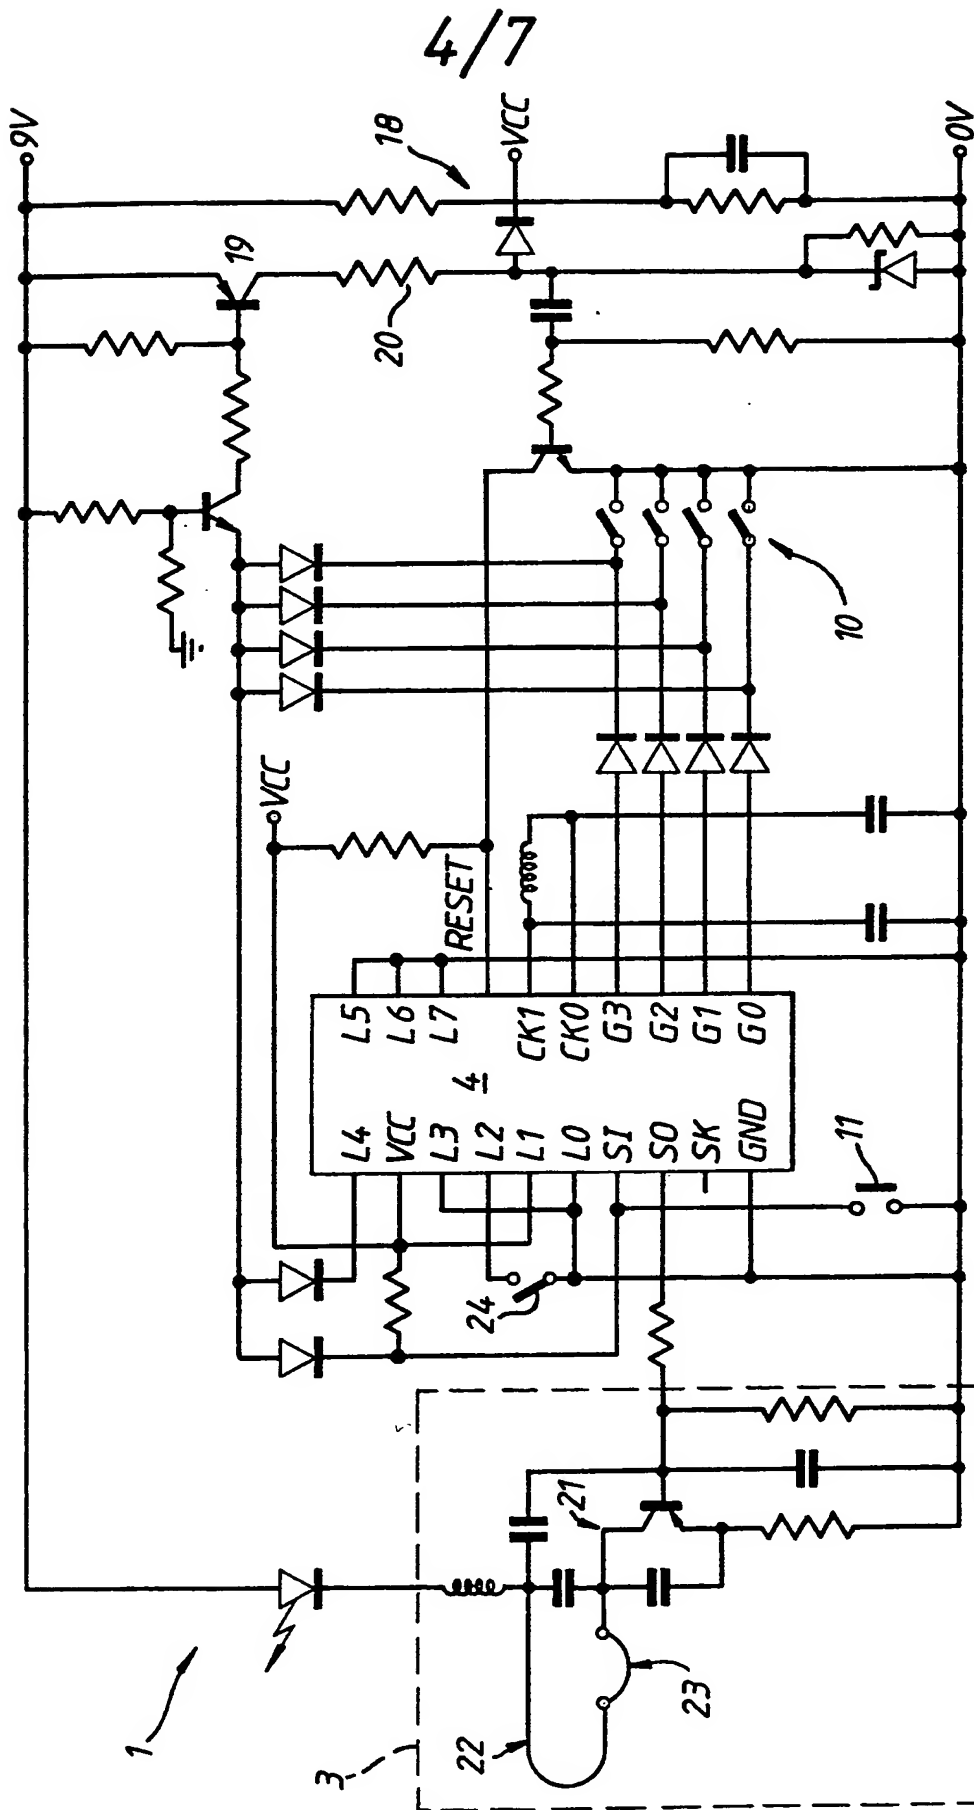 4/7
9V
18
VCC
0V
19
20
10
VCC
RESET
L5
L6
L7
CK1
CK0
G3
G2
G1
G0
4
L4
VCC
L3
L2
L1
L0
SI
SO
SK
GND
11
24
21
1
3
22
23